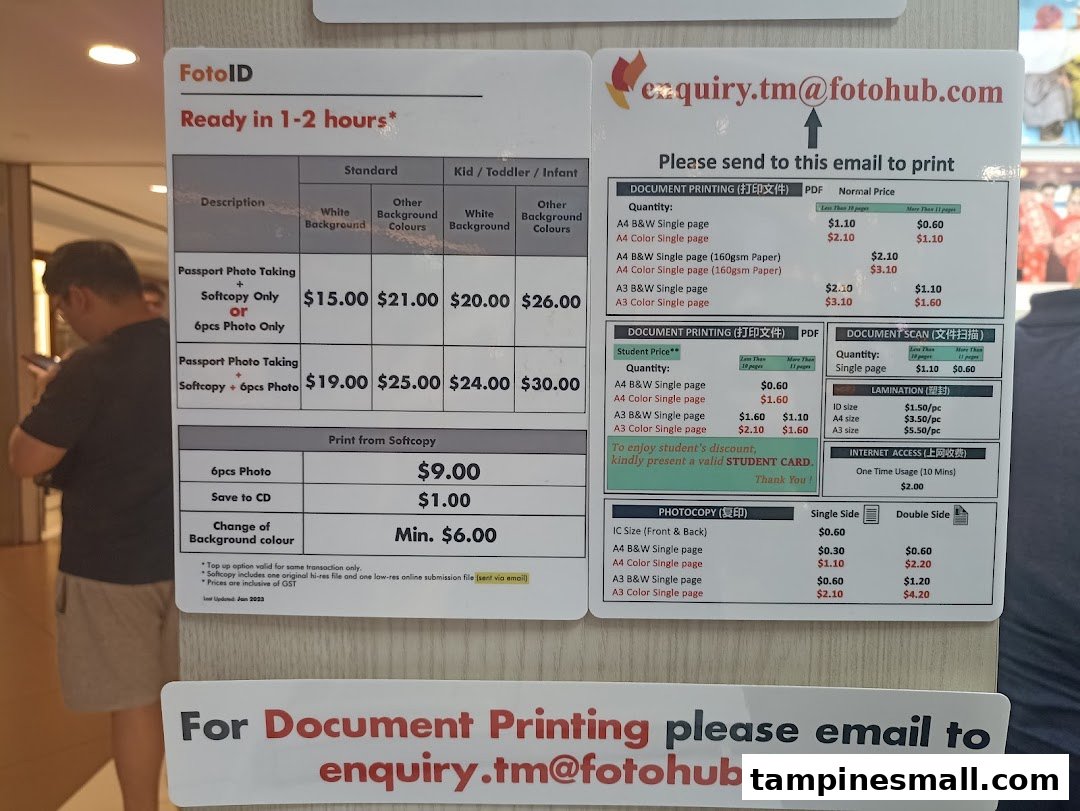 FotoID
Ready in 1-2 hours*
Description
Standard
Kid / Toddler / Infant
White Background
Other Background Colours
White Background
Other Background Colours
Passport Photo Taking + Softcopy Only or 6pcs Photo Only
$15.00 $21.00 $20.00 $26.00
Passport Photo Taking + Softcopy + 6pcs Photo
$19.00 $25.00 $24.00 $30.00
Print from Softcopy
6pcs Photo $9.00
Save to CD $1.00
Change of Background colour Min. $6.00
* Top up option valid for same transaction only.
* Softcopy includes one original hi-res file and one low-res online submission file (sent via email)
* Prices are inclusive of GST
Last Updated: Jan 2023
enquiry.tm@fotohub.com
Please send to this email to print
DOCUMENT PRINTING (打印文件) PDF Normal Price
Quantity: Less Than 10 pages More Than 11 pages
A4 B&W Single page $1.10 $0.60
A4 Color Single page $2.10 $1.10
A4 B&W Single page (160gsm Paper) $2.10
A4 Color Single page (160gsm Paper) $3.10
A3 B&W Single page $2.10 $1.10
A3 Color Single page $3.10 $1.60
DOCUMENT PRINTING (打印文件) PDF
Student Price**
Quantity: Less Than 10 pages More Than 11 pages
A4 B&W Single page $0.60
A4 Color Single page $1.60
A3 B&W Single page $1.60 $1.10
A3 Color Single page $2.10 $1.60
To enjoy student's discount,
kindly present a valid STUDENT CARD.
Thank You !
DOCUMENT SCAN (文件扫描)
Quantity: Less Than 10 pages More Than 11 pages
Single page $1.10 $0.60
LAMINATION (塑封)
ID size $1.50/pc
A4 size $3.50/pc
A3 size $5.50/pc
INTERNET ACCESS (上网收费)
One Time Usage (10 Mins)
$2.00
PHOTOCOPY (复印) Single Side Double Side
IC Size (Front & Back) $0.60
A4 B&W Single page $0.30 $0.60
A4 Color Single page $1.10 $2.20
A3 B&W Single page $0.60 $1.20
A3 Color Single page $2.10 $4.20
For Document Printing please email to
enquiry.tm@fotohub
tampinesmall.com